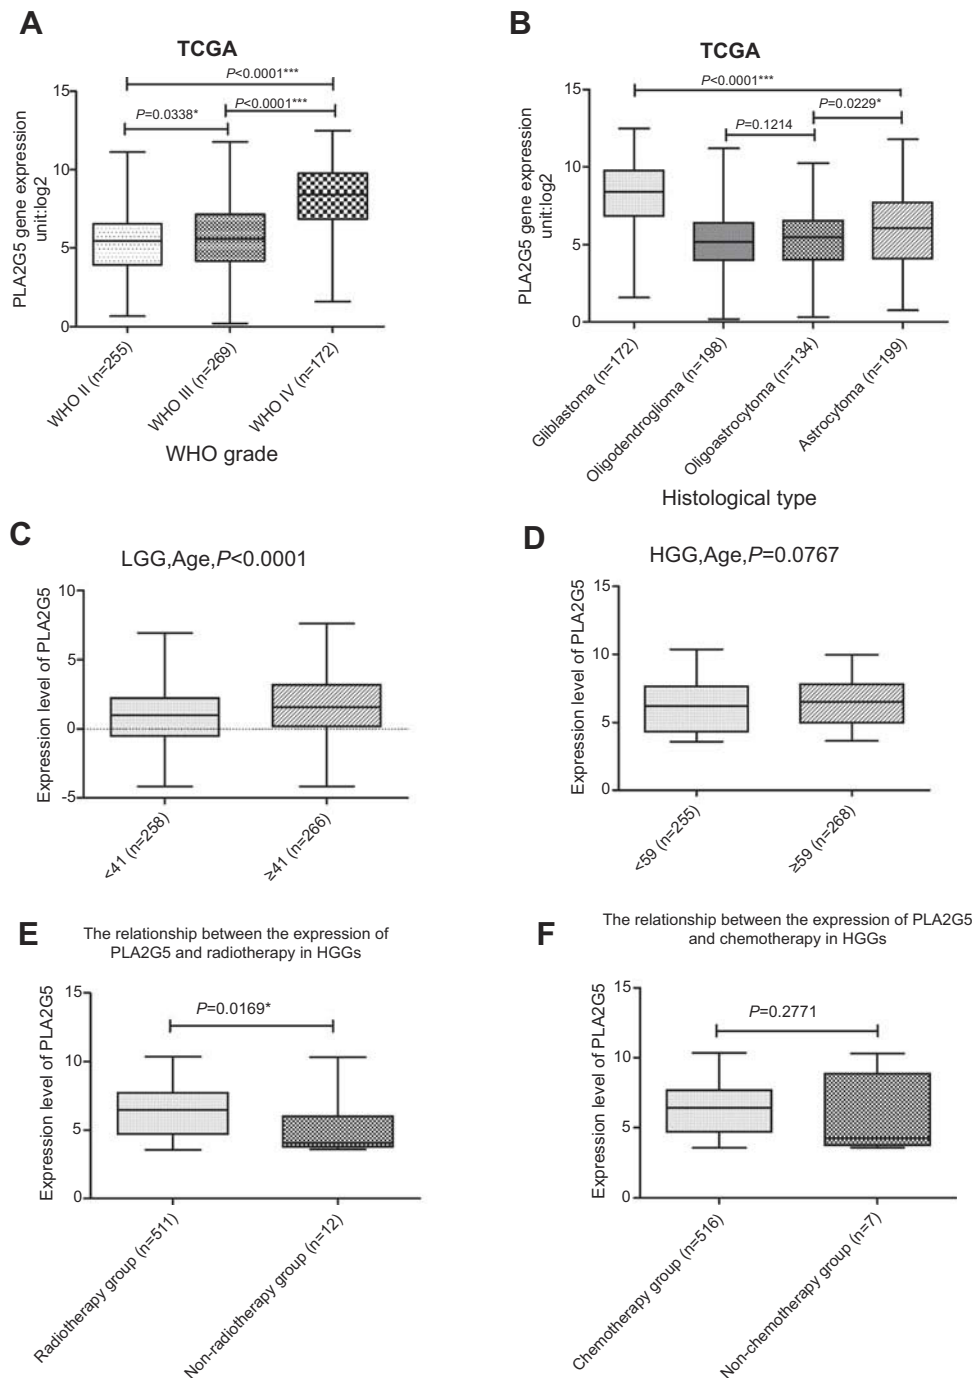 A
TCGA
P<0.0001***
P=0.0338*
P<0.0001***
PLA2G5 gene expression
unit:log2
15
10
5
0
WHO II (n=255)
WHO III (n=269)
WHO IV (n=172)
WHO grade
B
TCGA
P<0.0001***
P=0.0229*
P=0.1214
PLA2G5 gene expression
unit:log2
15
10
5
0
Gliblastoma (n=172)
Oligodendroglioma (n=198)
Oligoastrocytoma (n=134)
Astrocytoma (n=199)
Histological type
C
LGG,Age,P<0.0001
Expression level of PLA2G5
10
5
0
-5
<41 (n=258)
≥41 (n=266)
D
HGG,Age,P=0.0767
Expression level of PLA2G5
15
10
5
0
<59 (n=255)
≥59 (n=268)
E
The relationship between the expression of
PLA2G5 and radiotherapy in HGGs
P=0.0169*
Expression level of PLA2G5
15
10
5
0
Radiotherapy group (n=511)
Non-radiotherapy group (n=12)
F
The relationship between the expression of PLA2G5
and chemotherapy in HGGs
P=0.2771
Expression level of PLA2G5
15
10
5
0
Chemotherapy group (n=516)
Non-chemotherapy group (n=7)